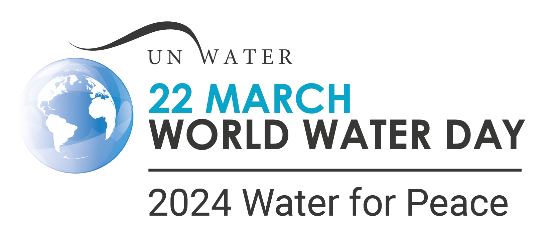 UN WATER
22 MARCH
WORLD WATER DAY
2024 Water for Peace